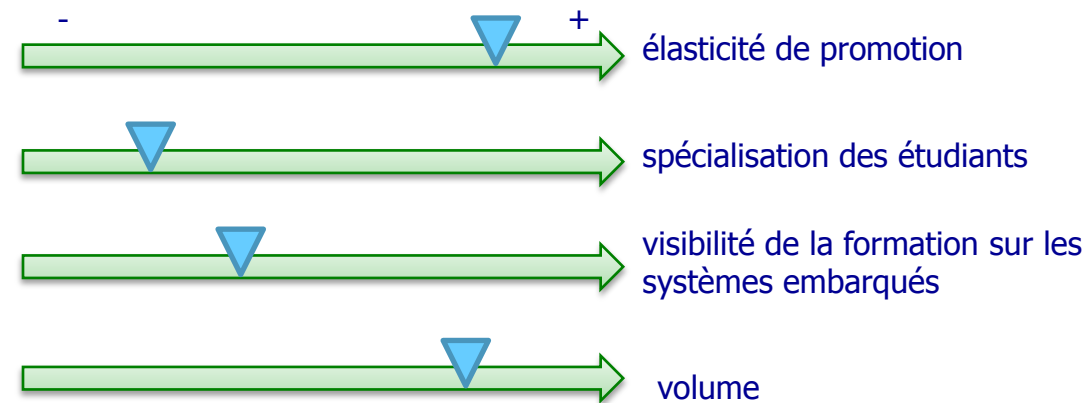 - +
élasticité de promotion
spécialisation des étudiants
visibilité de la formation sur les
systèmes embarqués
volume